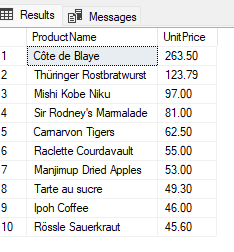 Results Messages
ProductName UnitPrice
1 Côte de Blaye 263.50
2 Thüringer Rostbratwurst 123.79
3 Mishi Kobe Niku 97.00
4 Sir Rodney's Marmalade 81.00
5 Carnarvon Tigers 62.50
6 Raclette Courdavault 55.00
7 Manjimup Dried Apples 53.00
8 Tarte au sucre 49.30
9 Ipoh Coffee 46.00
10 Rössle Sauerkraut 45.60